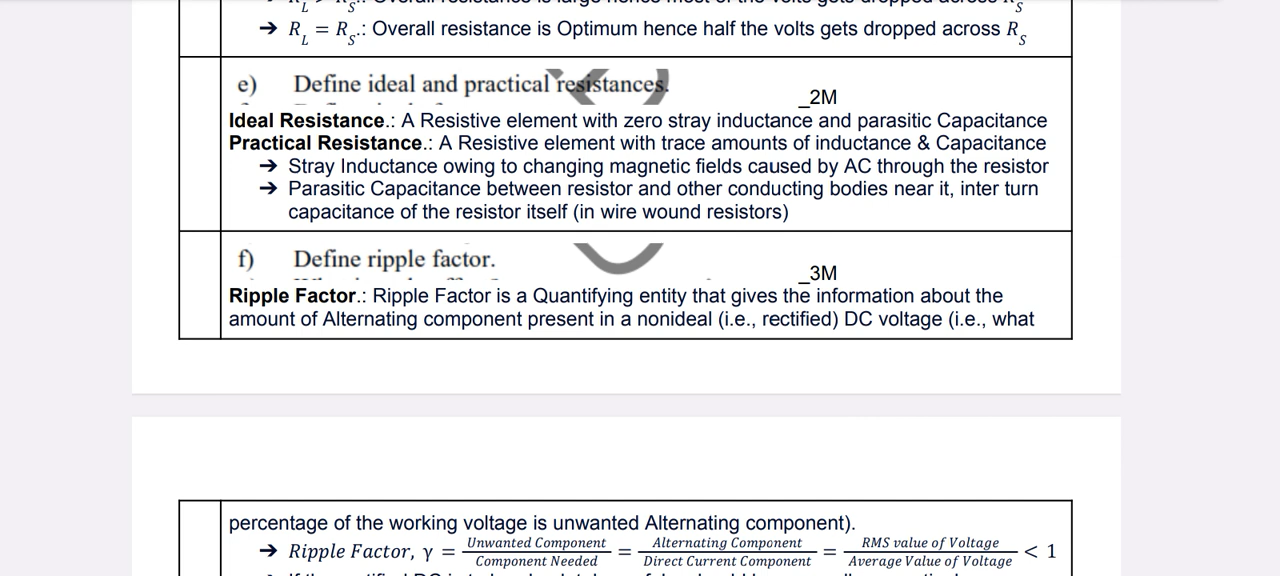 → R_L = R_S.: Overall resistance is Optimum hence half the volts gets dropped across R_S
e) Define ideal and practical resistances.
_2M
Ideal Resistance.: A Resistive element with zero stray inductance and parasitic Capacitance
Practical Resistance.: A Resistive element with trace amounts of inductance & Capacitance
→ Stray Inductance owing to changing magnetic fields caused by AC through the resistor
→ Parasitic Capacitance between resistor and other conducting bodies near it, inter turn
capacitance of the resistor itself (in wire wound resistors)
f) Define ripple factor.
_3M
Ripple Factor.: Ripple Factor is a Quantifying entity that gives the information about the
amount of Alternating component present in a nonideal (i.e., rectified) DC voltage (i.e., what
percentage of the working voltage is unwanted Alternating component).
→ Ripple Factor, γ = Unwanted Component / Component Needed = Alternating Component / Direct Current Component = RMS value of Voltage / Average Value of Voltage < 1